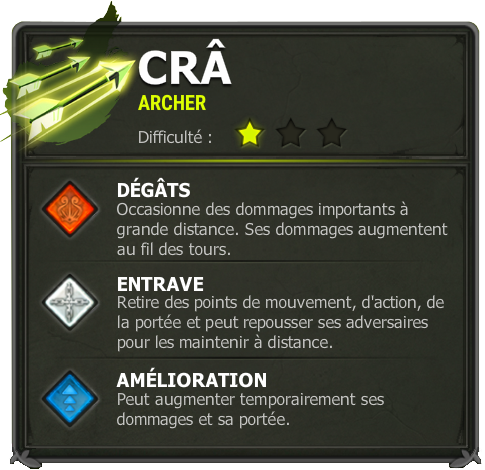 CRÂ
ARCHER
Difficulté :
DÉGÂTS
Occasionne des dommages importants à
grande distance. Ses dommages augmentent
au fil des tours.
ENTRAVE
Retire des points de mouvement, d'action, de
la portée et peut repousser ses adversaires
pour les maintenir à distance.
AMÉLIORATION
Peut augmenter temporairement ses
dommages et sa portée.